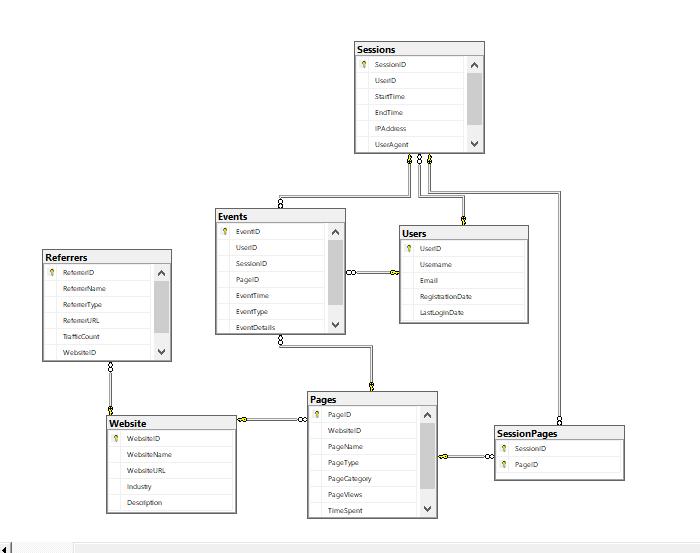 Sessions
SessionID
UserID
StartTime
EndTime
IPAddress
UserAgent
Events
EventID
UserID
SessionID
PageID
EventTime
EventType
EventDetails
Users
UserID
Username
Email
RegistrationDate
LastLoginDate
Referrers
ReferrerID
ReferrerName
ReferrerType
ReferrerURL
TrafficCount
WebsiteID
Website
WebsiteID
WebsiteName
WebsiteURL
Industry
Description
Pages
PageID
WebsiteID
PageName
PageType
PageCategory
PageViews
TimeSpent
SessionPages
SessionID
PageID